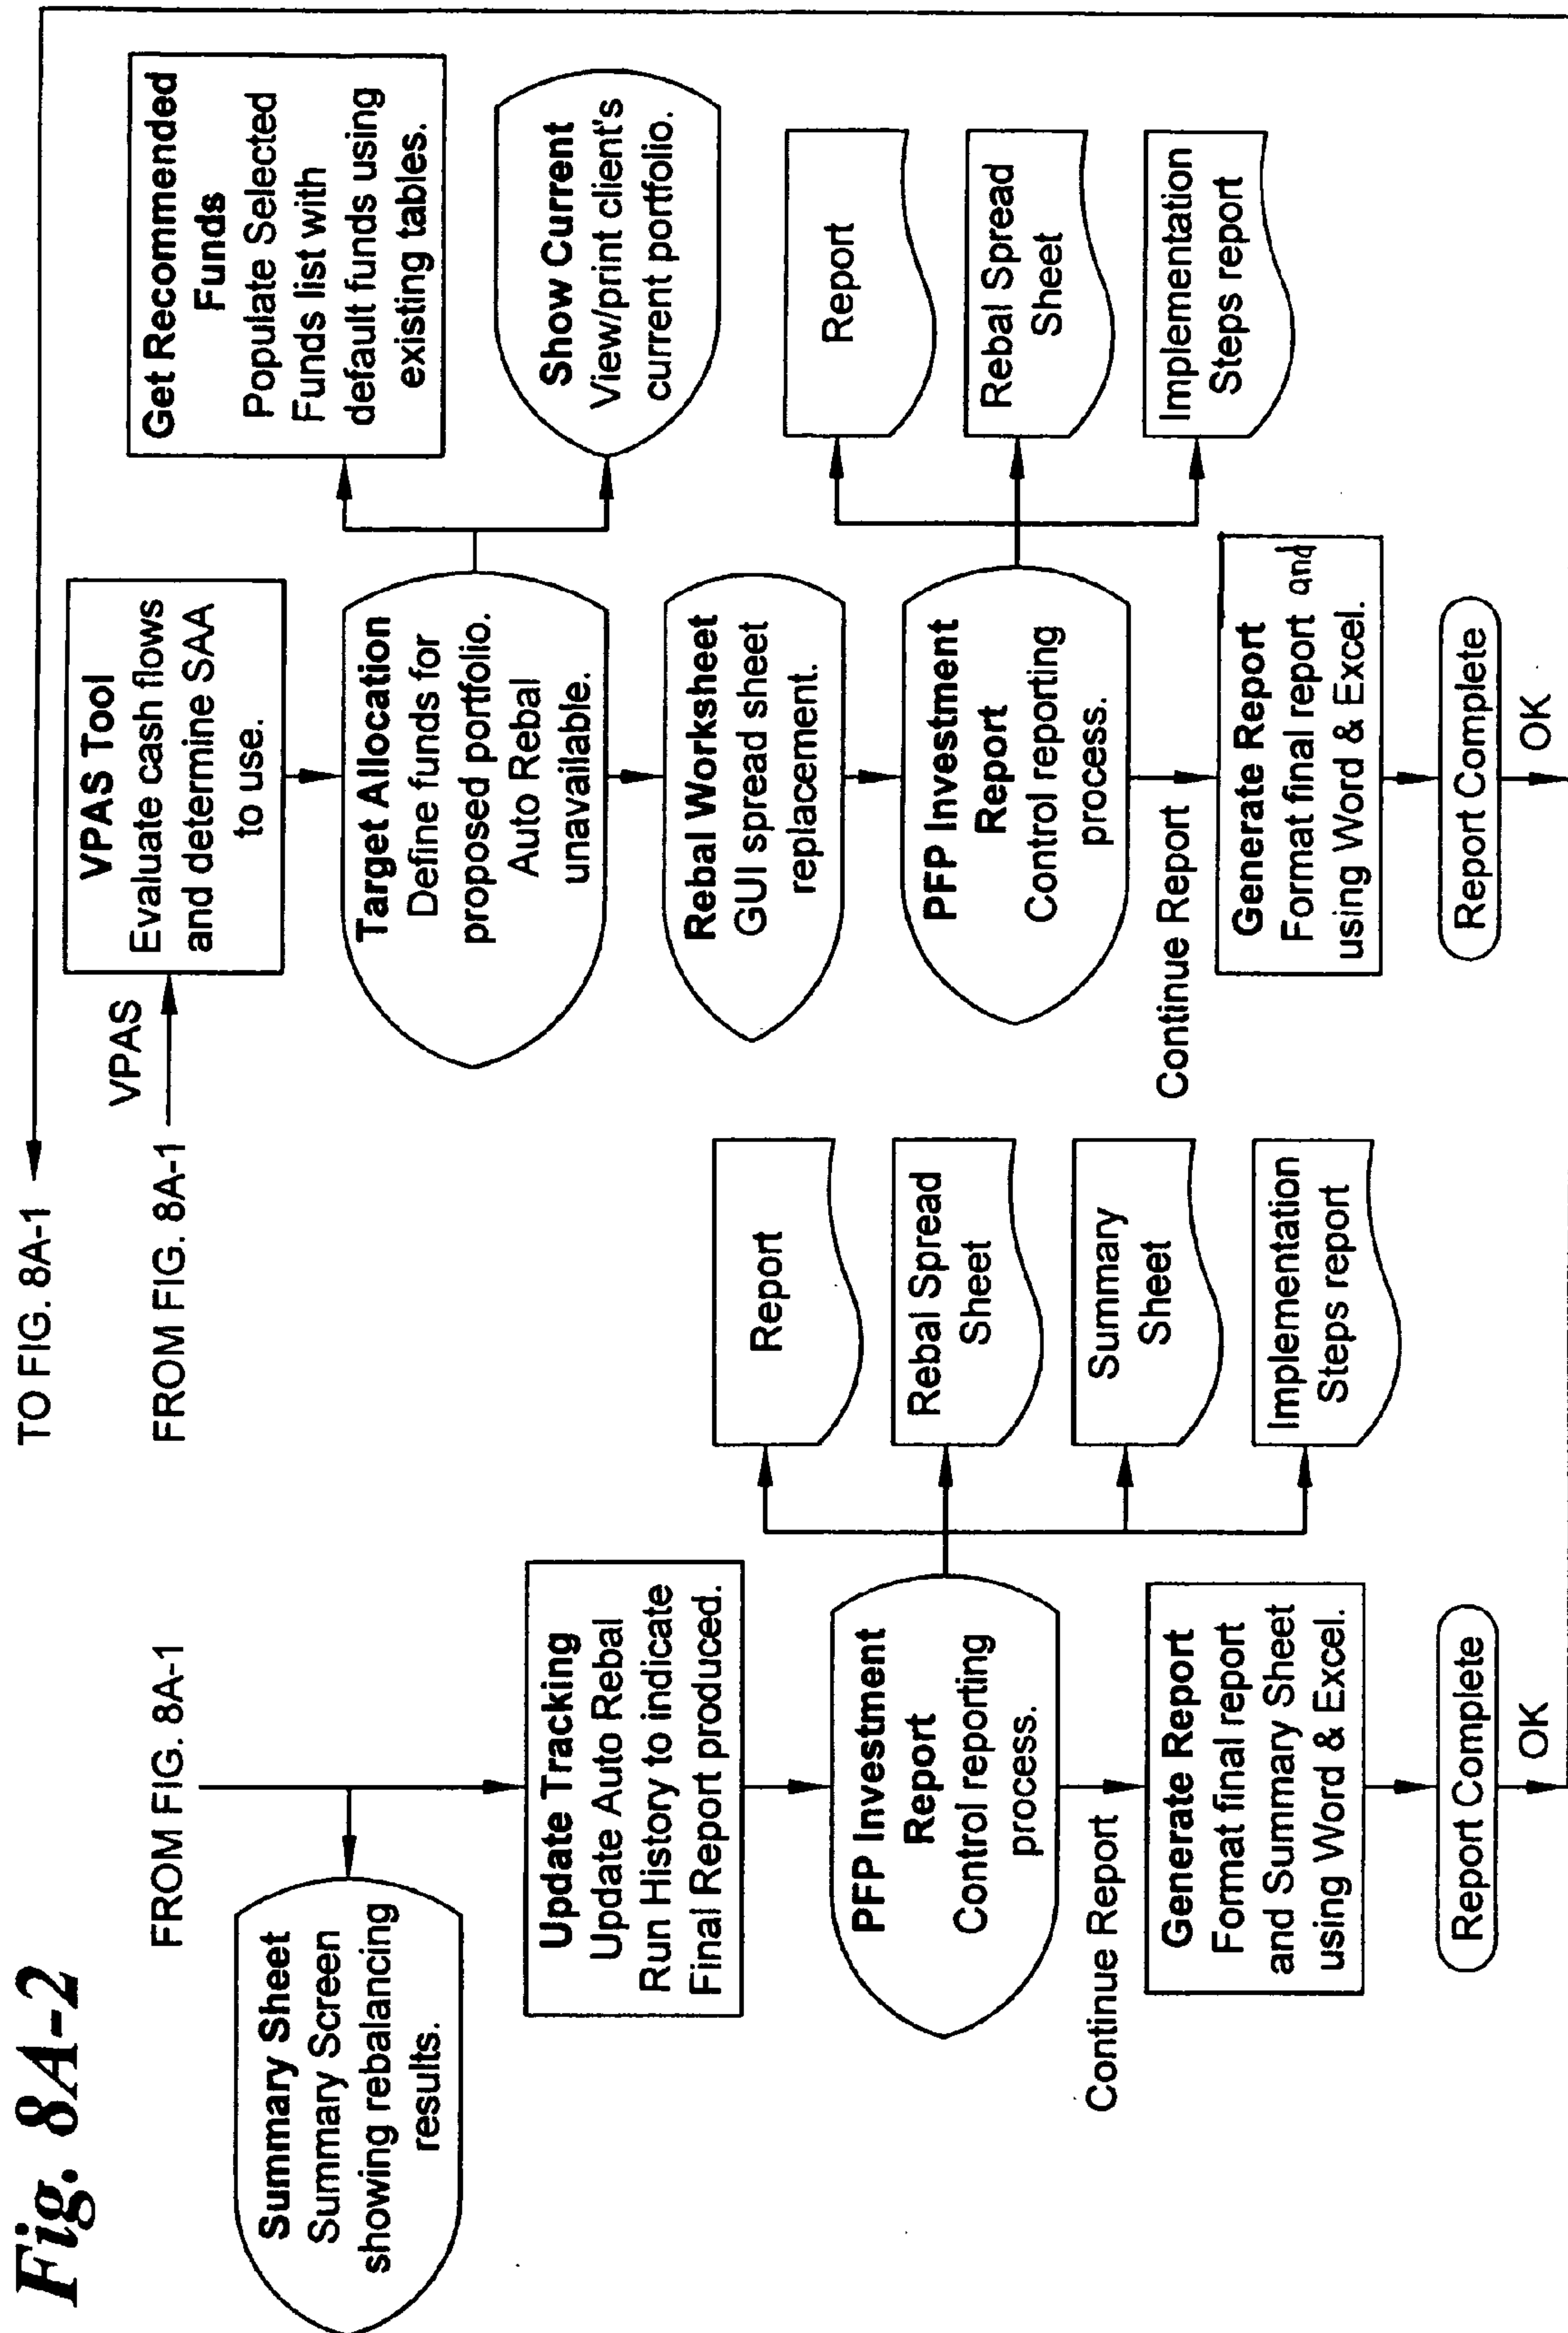 Fig. 8A-2
FROM FIG. 8A-1
Summary Sheet
Summary Screen
showing rebalancing
results.
Update Tracking
Update Auto Rebal
Run History to indicate
Final Report produced.
PFP Investment
Report
Control reporting
process.
Report
Rebal Spread
Sheet
Summary
Sheet
Implementation
Steps report
Continue Report
Generate Report
Format final report
and Summary Sheet
using Word & Excel.
Report Complete
OK
TO FIG. 8A-1
FROM FIG. 8A-1
VPAS
VPAS Tool
Evaluate cash flows
and determine SAA
to use.
Target Allocation
Define funds for
proposed portfolio.
Auto Rebal
unavailable.
Get Recommended
Funds
Populate Selected
Funds list with
default funds using
existing tables.
Show Current
View/print client's
current portfolio.
Rebal Worksheet
GUI spread sheet
replacement.
PFP Investment
Report
Control reporting
process.
Report
Rebal Spread
Sheet
Implementation
Steps report
Continue Report
Generate Report
Format final report and
using Word & Excel.
Report Complete
OK